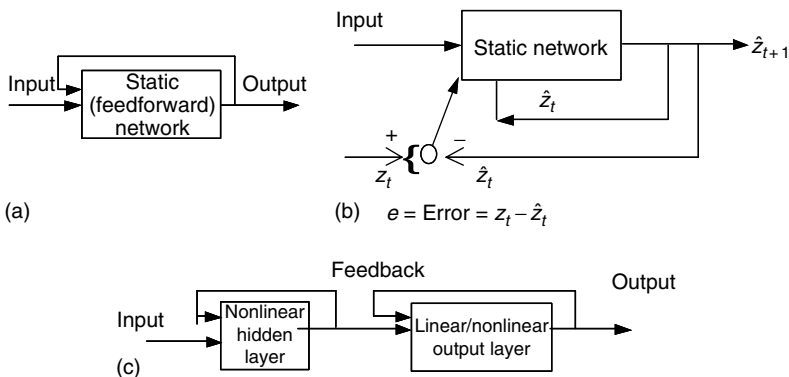 Input
Static
(feedforward)
network
Output
(a)
Input
Static network
ẑt+1
ẑt
+
−
{
zt
ẑt
(b)
e = Error = zt − ẑt
Feedback
Input
Nonlinear
hidden
layer
Linear/nonlinear
output layer
Output
(c)